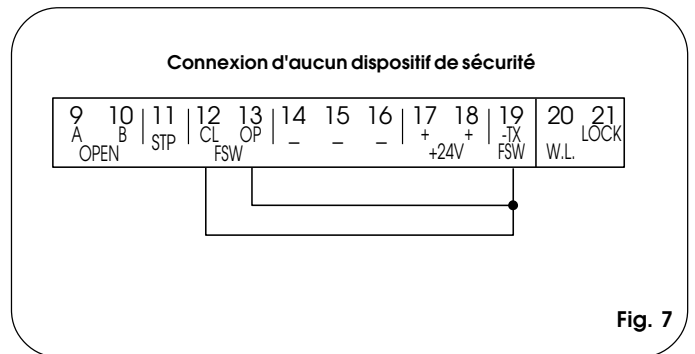 Connexion d'aucun dispositif de sécurité
9 10 | 11 | 12 13 | 14 15 16 | 17 18 | 19 20 21
A B STP CL OP _ _ _ + + -TX LOCK
OPEN FSW +24V FSW W.L.
Fig. 7